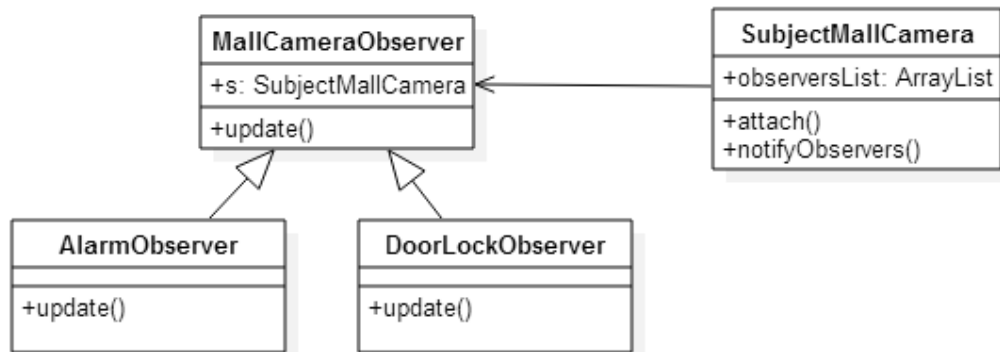 MallCameraObserver
+s: SubjectMallCamera
+update()
SubjectMallCamera
+observersList: ArrayList
+attach()
+notifyObservers()
AlarmObserver
+update()
DoorLockObserver
+update()